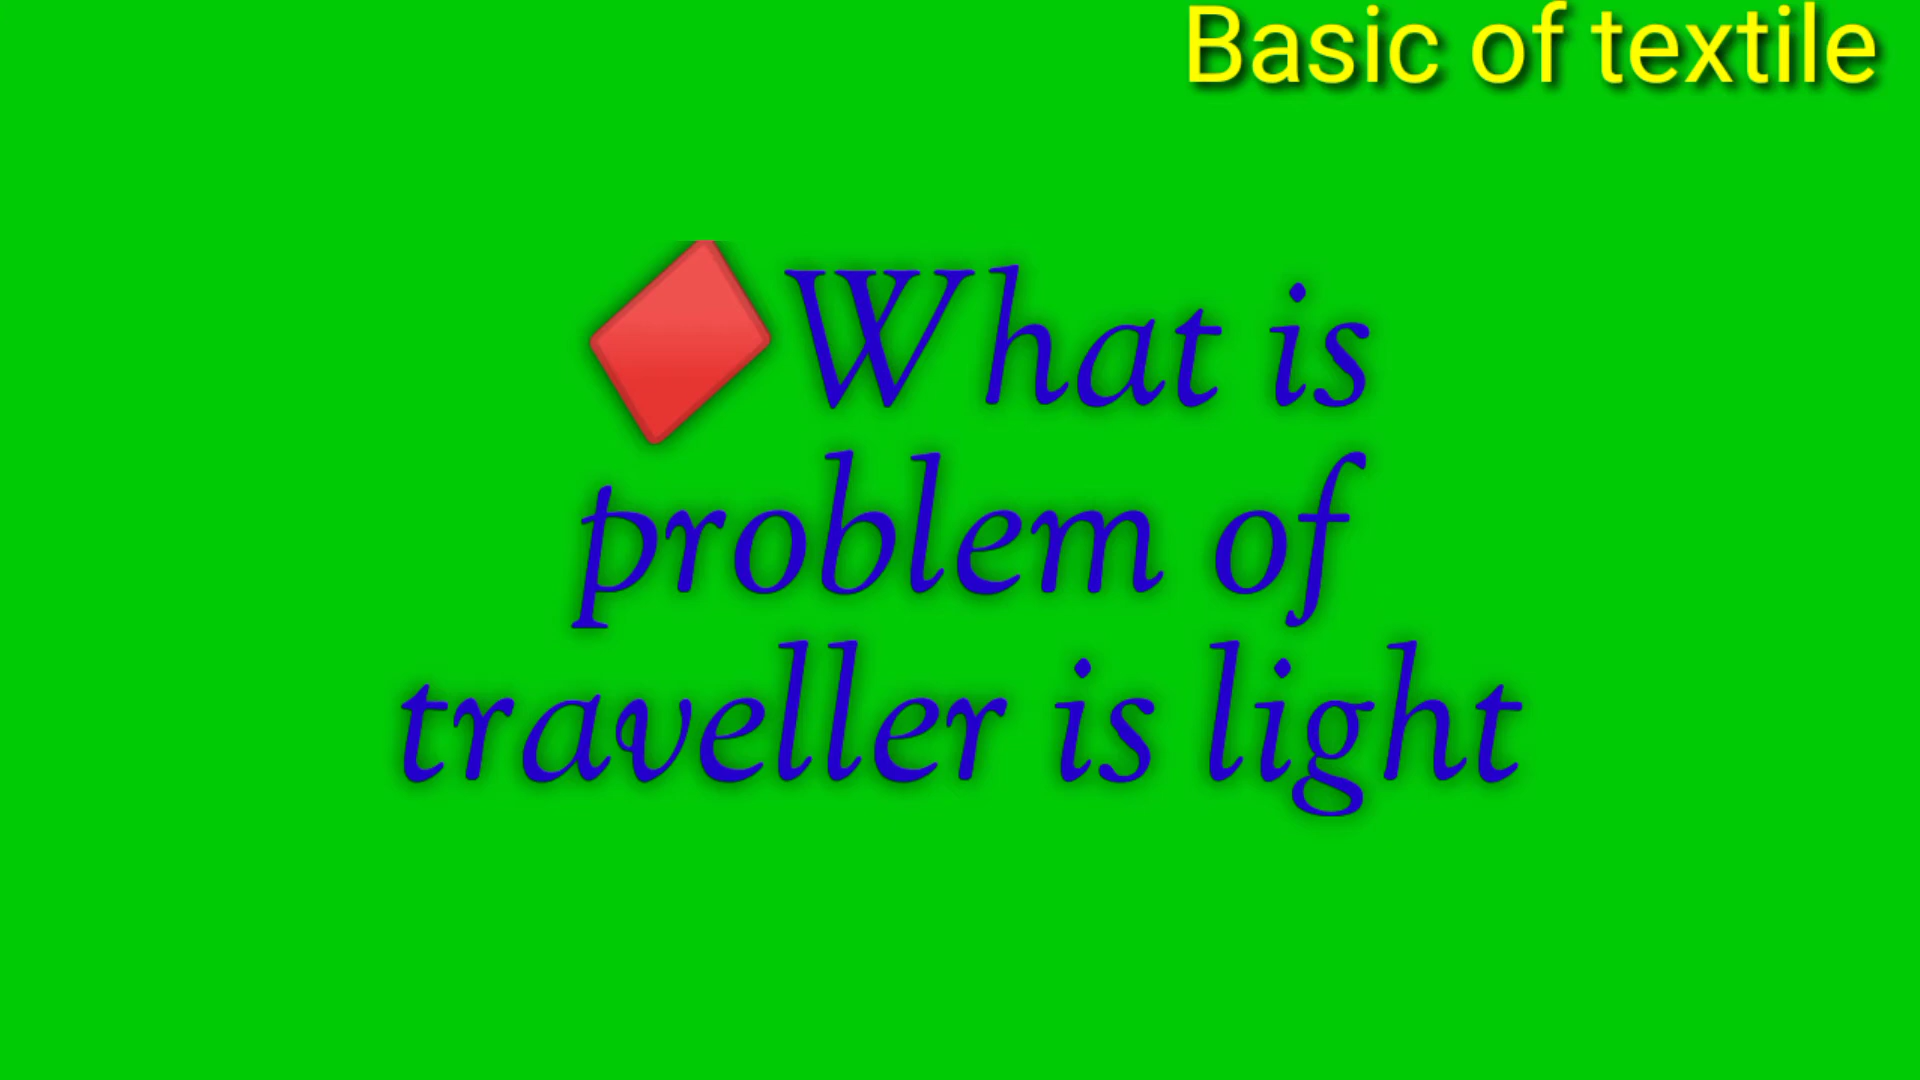 Basic of textile
♦What is
problem of
traveller is light